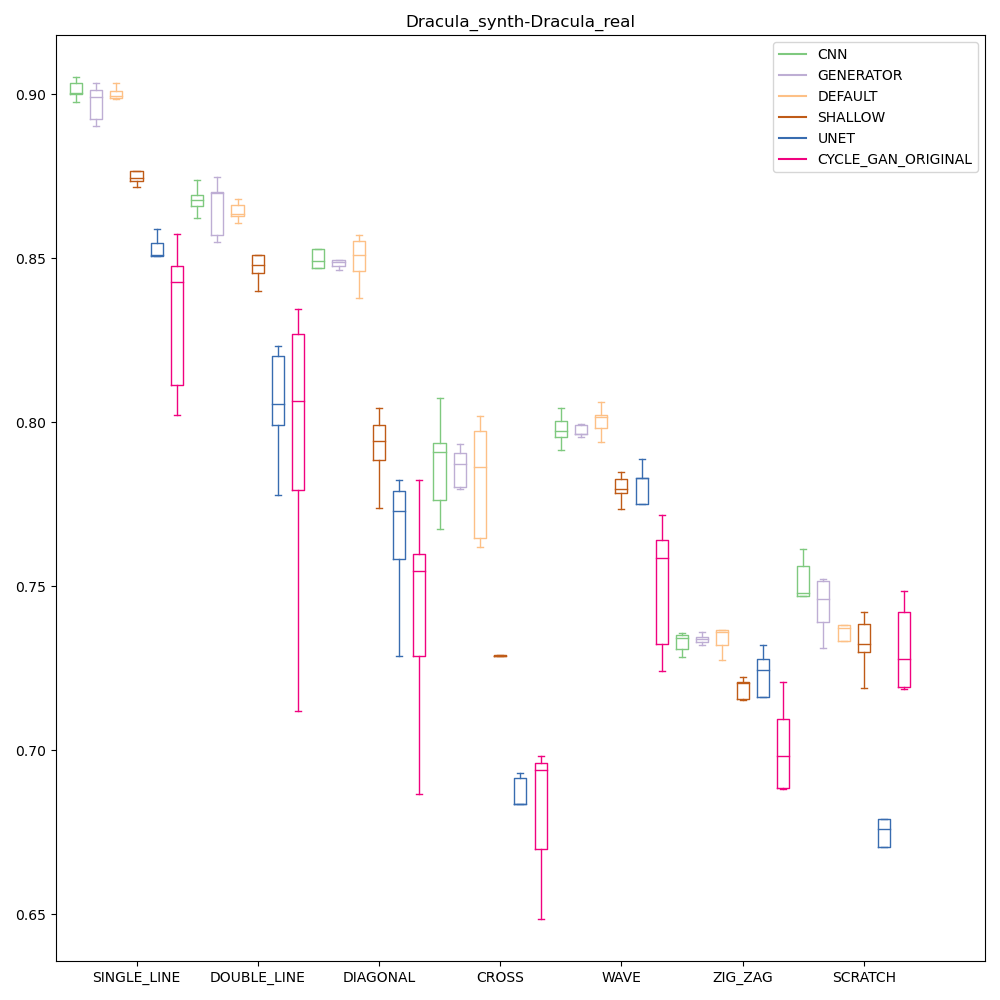 Dracula_synth-Dracula_real
CNN
GENERATOR
DEFAULT
SHALLOW
UNET
CYCLE_GAN_ORIGINAL
0.90
0.85
0.80
0.75
0.70
0.65
SINGLE_LINE DOUBLE_LINE DIAGONAL CROSS WAVE ZIG_ZAG SCRATCH